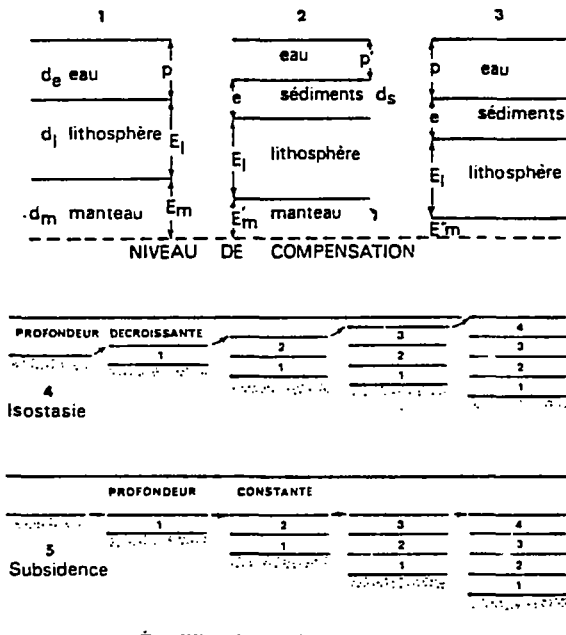 1 2 3
d_e eau p
eau p'
p eau
e sédiments d_s
e sédiments
d_l lithosphère E_l
E_l lithosphère
E_l lithosphère
d_m manteau E_m
E'_m manteau
E"_m
NIVEAU DE COMPENSATION
PROFONDEUR DECROISSANTE
1
2
1
3
2
1
4
3
2
1
4
Isostasie
PROFONDEUR CONSTANTE
1
2
1
3
2
1
4
3
2
1
5
Subsidence